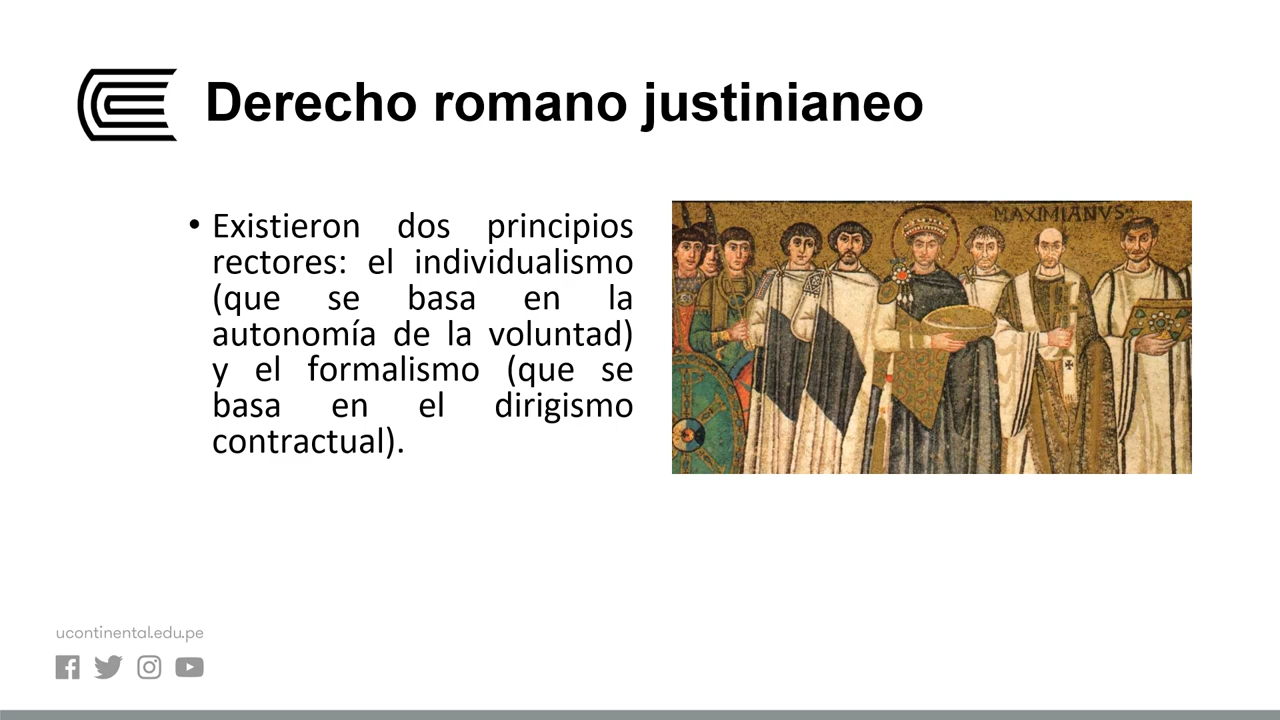 Derecho romano justinianeo
• Existieron dos principios
rectores: el individualismo
(que se basa en la
autonomía de la voluntad)
y el formalismo (que se
basa en el dirigismo
contractual).
MAXIMIANVS
ucontinental.edu.pe